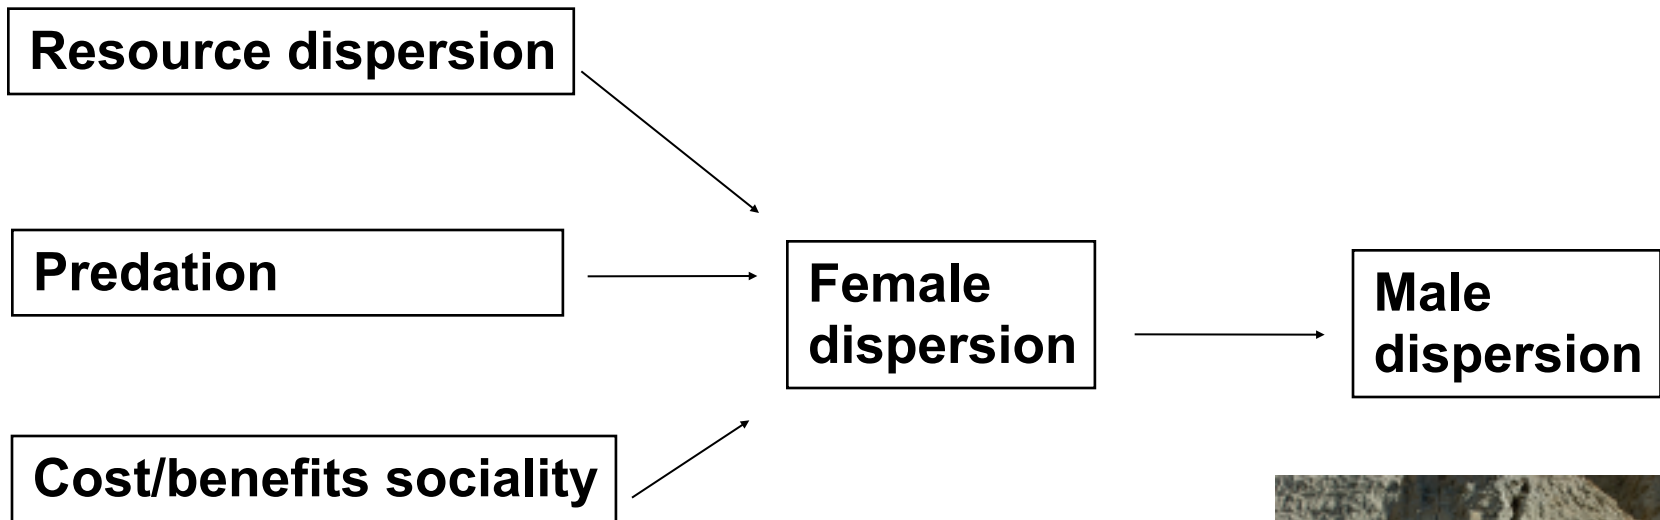 Resource dispersion
Predation
Female
dispersion
Male
dispersion
Cost/benefits sociality